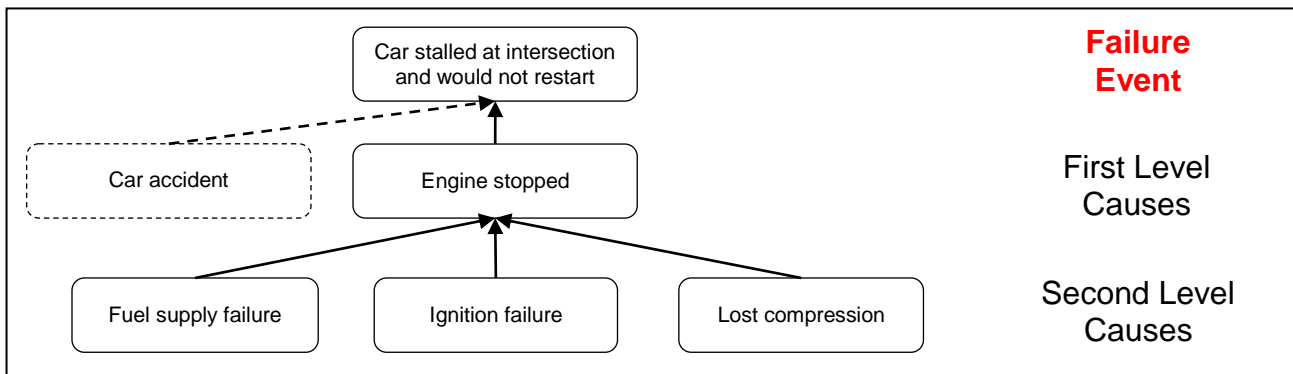 Car stalled at intersection
and would not restart
Failure
Event
Car accident
Engine stopped
First Level
Causes
Fuel supply failure
Ignition failure
Lost compression
Second Level
Causes